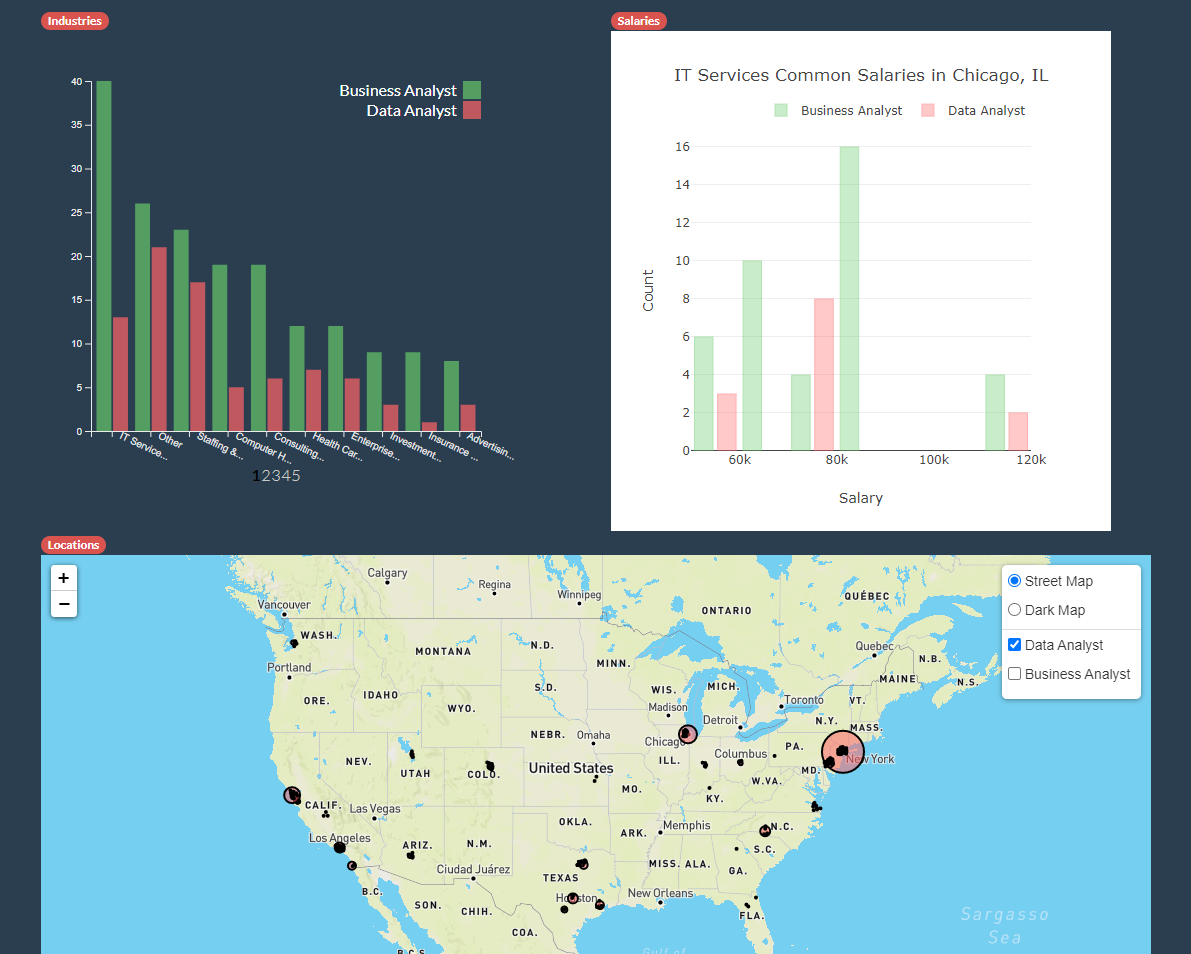 Industries
Salaries
Business Analyst
Data Analyst
40
35
30
25
20
15
10
5
0
IT Service...
Other
Staffing &...
Computer H...
Consulting...
Health Car...
Enterprise...
Investment...
Insurance ...
Advertisin...
12345
IT Services Common Salaries in Chicago, IL
Business Analyst
Data Analyst
Count
16
14
12
10
8
6
4
2
0
60k
80k
100k
120k
Salary
Locations
+
−
Street Map
Dark Map
Data Analyst
Business Analyst
Calgary
Regina
Winnipeg
Vancouver
ONTARIO
QUÉBEC
WASH.
MONTANA
N.D.
MINN.
Quebec
N.B.
Portland
MAINE
N.S.
ORE.
IDAHO
WYO.
S.D.
WIS.
MICH.
Toronto
VT.
Madison
Detroit
N.Y.
MASS.
NEBR.
Omaha
Chicago
Columbus
PA.
New York
NEV.
UTAH
COLO.
United States
ILL.
MD.
W.VA.
MO.
KY.
CALIF.
Las Vegas
OKLA.
ARK.
Memphis
N.C.
Los Angeles
ARIZ.
N.M.
S.C.
Ciudad Juárez
TEXAS
MISS.
ALA.
GA.
B.C.
SON.
CHIH.
Houston
New Orleans
FLA.
COA.
Sargasso
Sea
B.C.S.
Gulf of